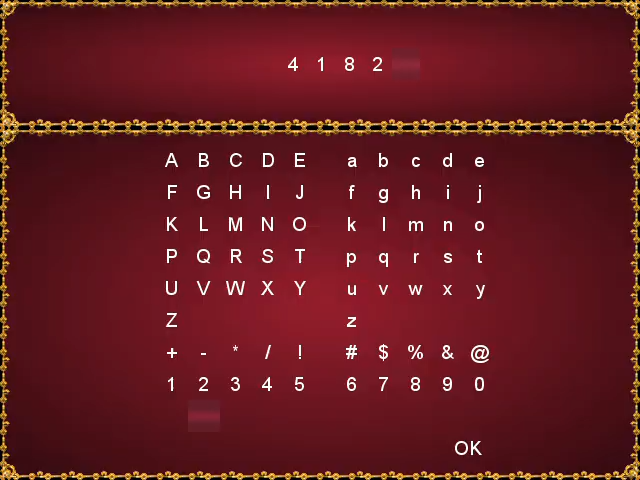 4 1 8 2
A B C D E a b c d e
F G H I J f g h i j
K L M N O k l m n o
P Q R S T p q r s t
U V W X Y u v w x y
Z z
+ - * / ! # $ % & @
1 2 3 4 5 6 7 8 9 0
OK